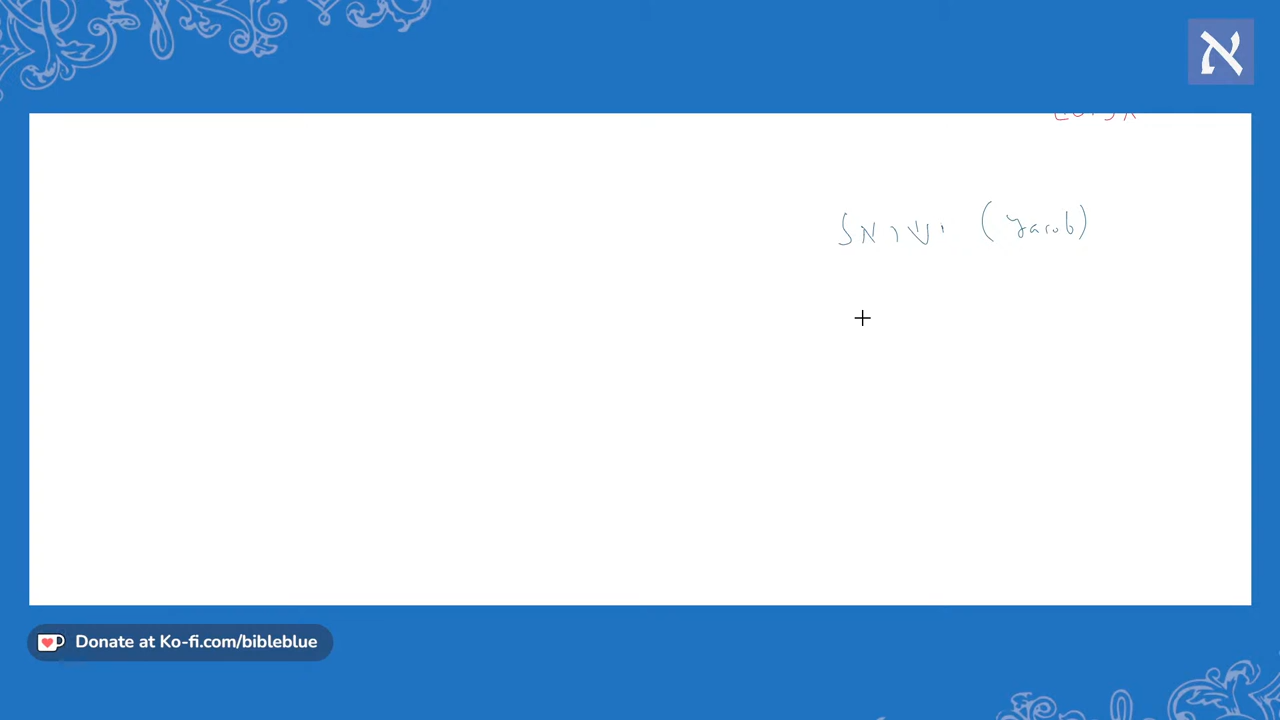 א
ישראל (Yacob)
Donate at Ko-fi.com/bibleblue